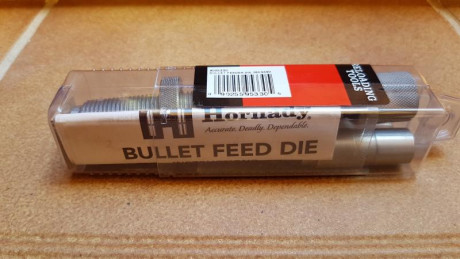 RELOADING
TOOLS
Hornady®
Accurate. Deadly. Dependable.
BULLET FEED DIE